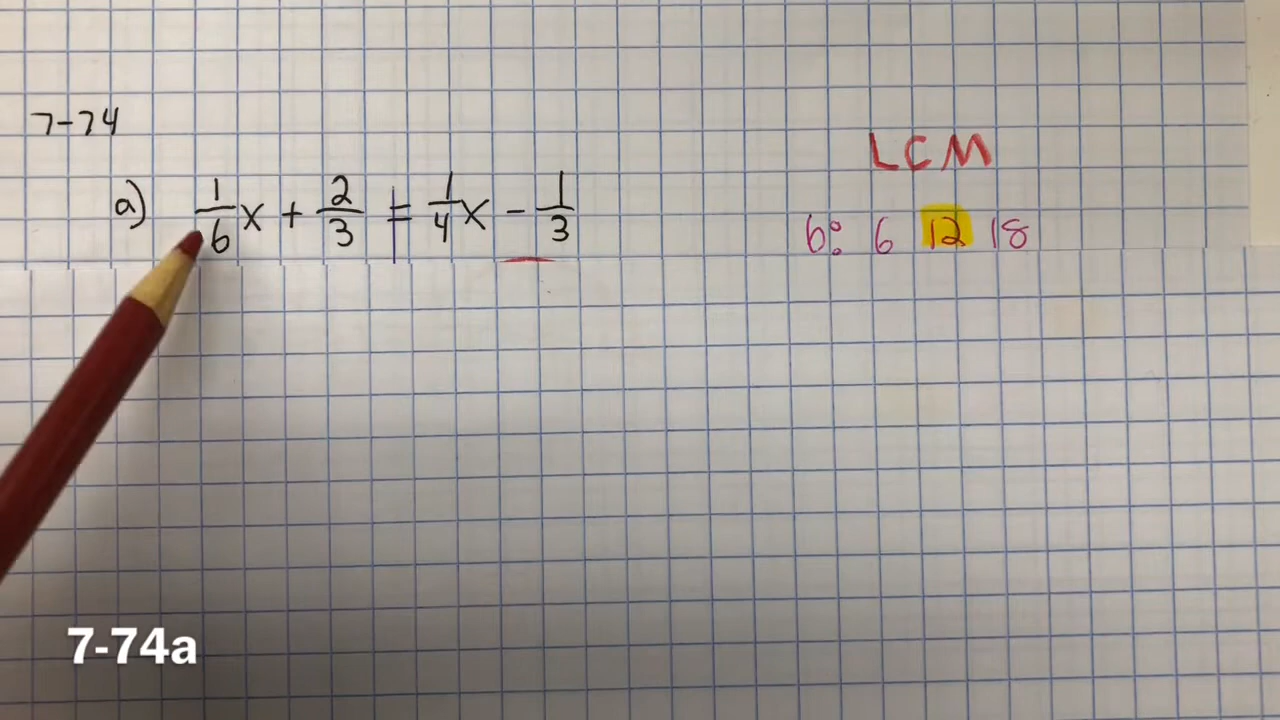 7-74
LCM
a) 1/6 x + 2/3 = 1/4 x - 1/3
6: 6 12 18
7-74a